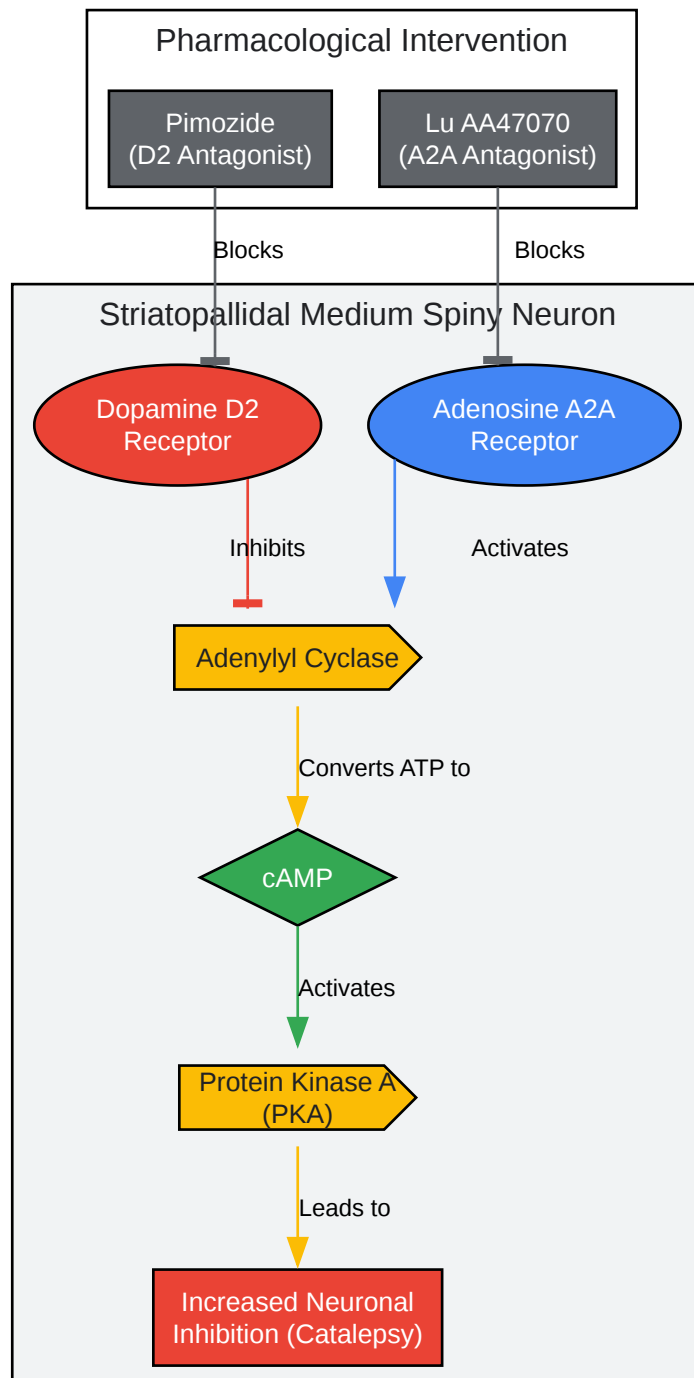 Pharmacological Intervention
Pimozide
(D2 Antagonist)
Lu AA47070
(A2A Antagonist)
Blocks
Blocks
Striatopallidal Medium Spiny Neuron
Dopamine D2
Receptor
Adenosine A2A
Receptor
Inhibits
Activates
Adenylyl Cyclase
Converts ATP to
cAMP
Activates
Protein Kinase A
(PKA)
Leads to
Increased Neuronal
Inhibition (Catalepsy)